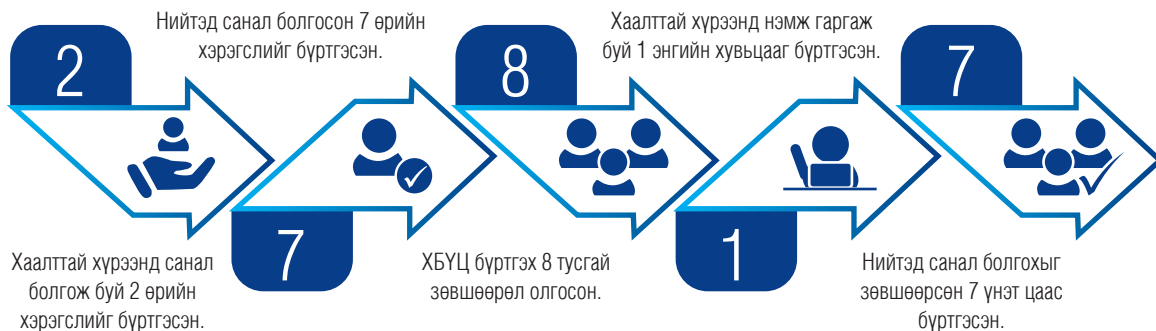 2
Хаалттай хүрээнд санал
болгож буй 2 өрийн
хэрэгслийг бүртгэсэн.
Нийтэд санал болгосон 7 өрийн
хэрэгслийг бүртгэсэн.
7
8
ХБҮЦ бүртгэх 8 тусгай
зөвшөөрөл олгосон.
Хаалттай хүрээнд нэмж гаргаж
буй 1 энгийн хувьцааг бүртгэсэн.
1
7
Нийтэд санал болгохыг
зөвшөөрсөн 7 үнэт цаас
бүртгэсэн.